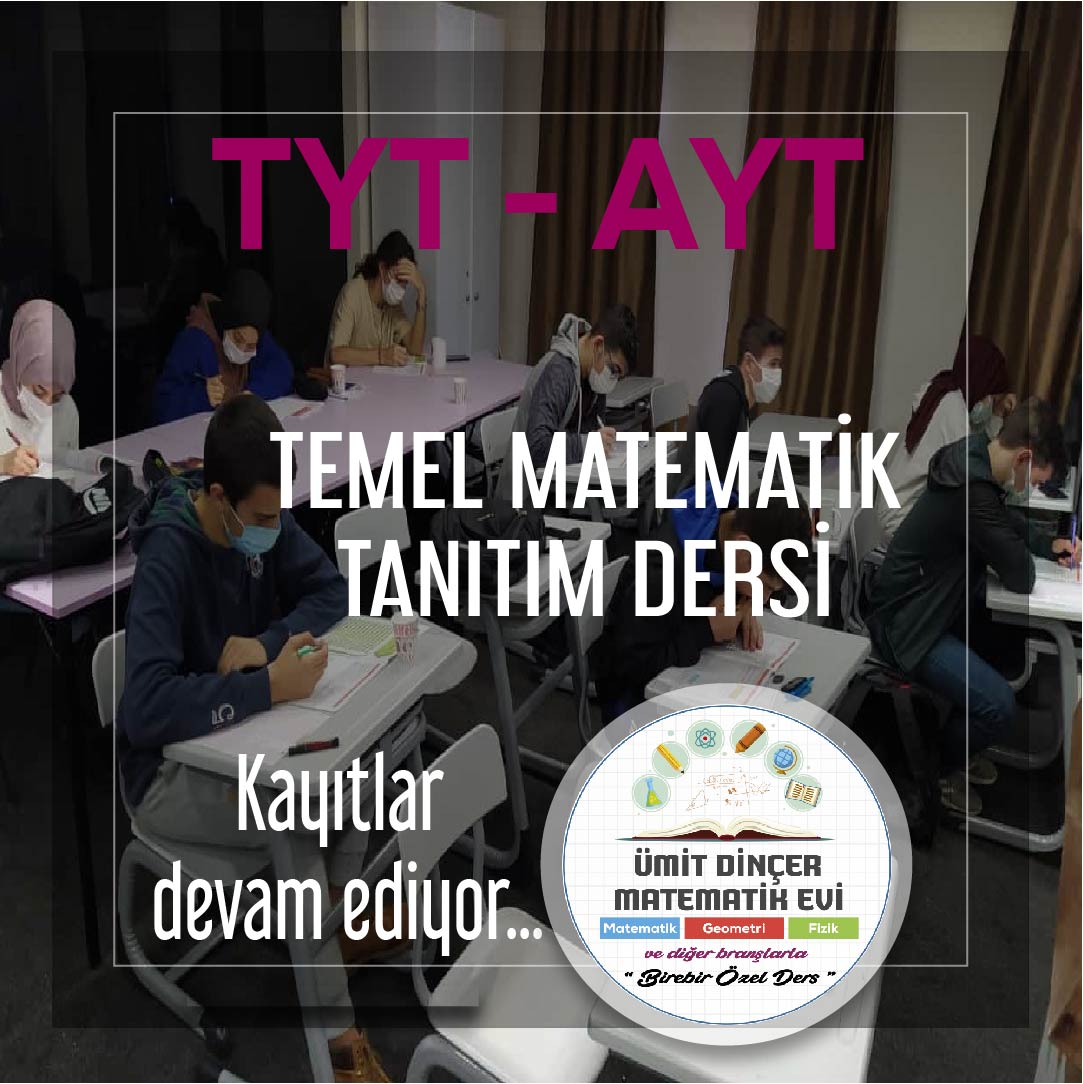 TYT - AYT
TEMEL MATEMATİK
TANITIM DERSİ
Kayıtlar
devam ediyor...
ÜMİT DİNÇER
MATEMATİK EVİ
Matematik Geometri Fizik
ve diğer branşlarla
“ Birebir Özel Ders ”